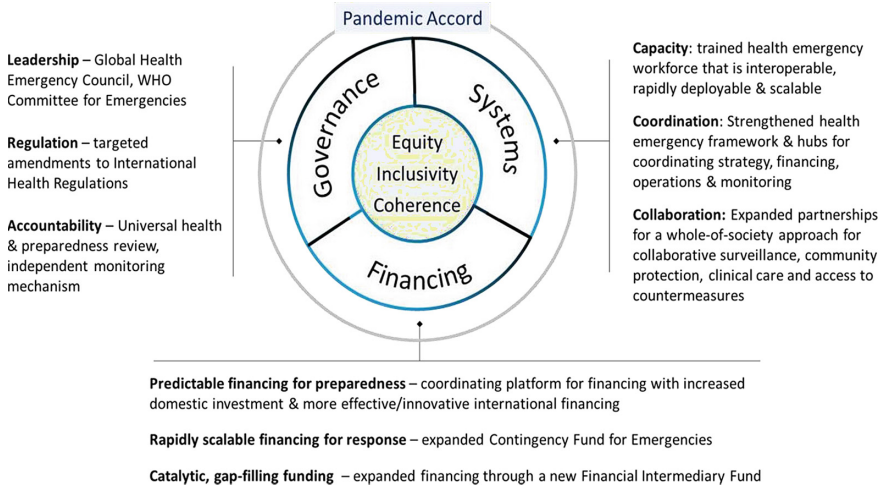 Pandemic Accord
Leadership – Global Health
Emergency Council, WHO
Committee for Emergencies
Regulation – targeted
amendments to International
Health Regulations
Accountability – Universal health
& preparedness review,
independent monitoring
mechanism
Governance
Systems
Financing
Equity
Inclusivity
Coherence
Capacity: trained health emergency
workforce that is interoperable,
rapidly deployable & scalable
Coordination: Strengthened health
emergency framework & hubs for
coordinating strategy, financing,
operations & monitoring
Collaboration: Expanded partnerships
for a whole-of-society approach for
collaborative surveillance, community
protection, clinical care and access to
countermeasures
Predictable financing for preparedness – coordinating platform for financing with increased
domestic investment & more effective/innovative international financing
Rapidly scalable financing for response – expanded Contingency Fund for Emergencies
Catalytic, gap-filling funding – expanded financing through a new Financial Intermediary Fund